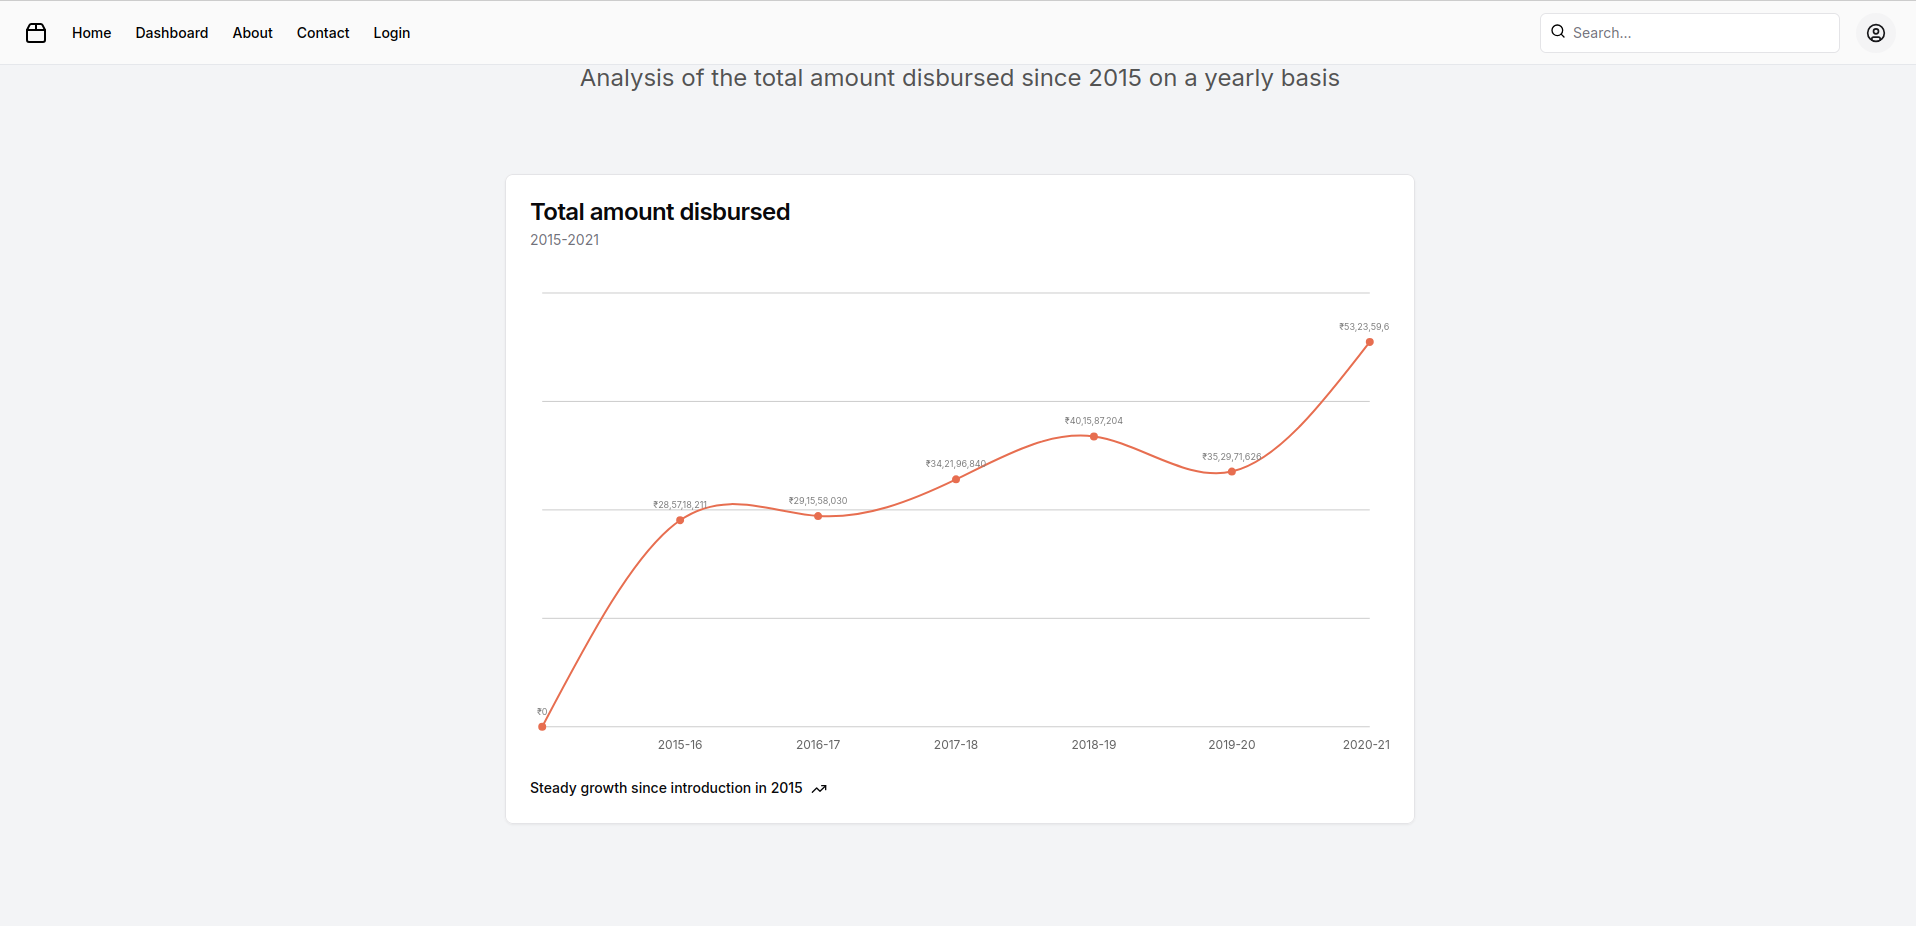 Home Dashboard About Contact Login Search...
Analysis of the total amount disbursed since 2015 on a yearly basis
Total amount disbursed
2015-2021
₹53,23,59,6
₹40,15,87,204
₹35,29,71,626
₹34,21,96,840
₹29,15,58,030
₹28,57,18,211
₹0
2015-16 2016-17 2017-18 2018-19 2019-20 2020-21
Steady growth since introduction in 2015